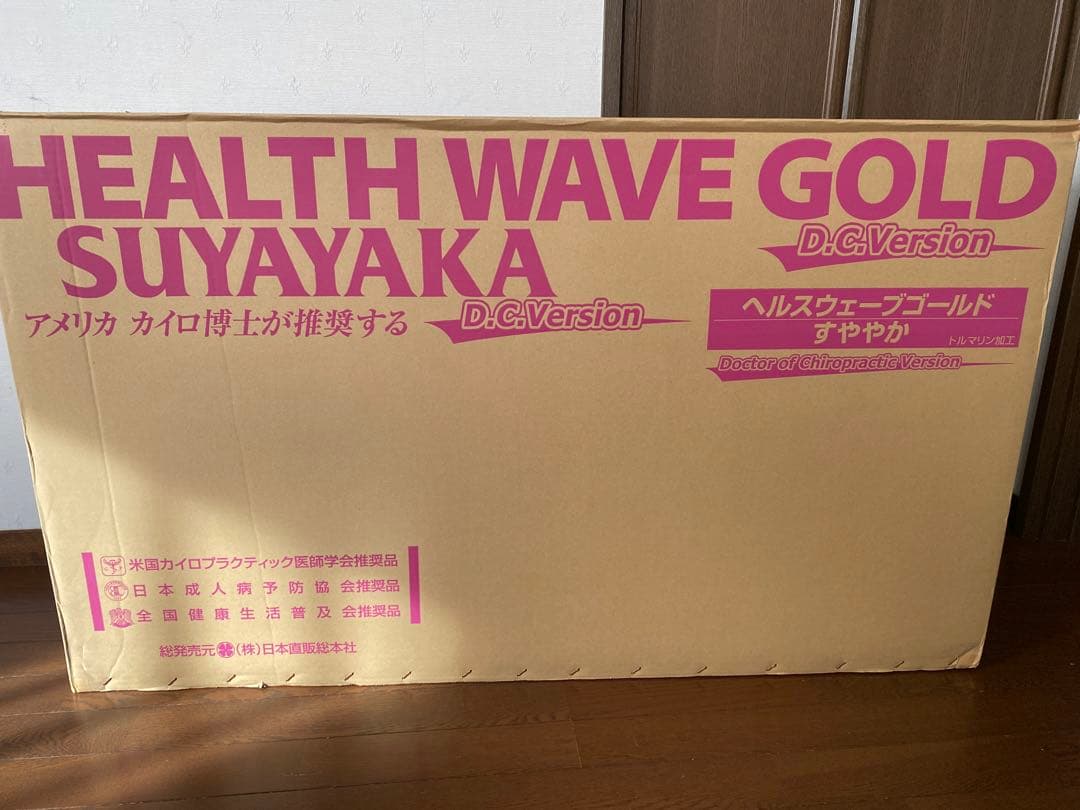 HEALTH WAVE GOLD
D.C.Version
SUYAYAKA
D.C.Version
アメリカ カイロ博士が推奨する
ヘルスウェーブゴールド
すややか
トルマリン加工
Doctor of Chiropractic Version
米国カイロプラクティック医師学会推奨品
日本成人病予防協会推奨品
全国健康生活普及会推奨品
総発売元 (株)日本直販総本社